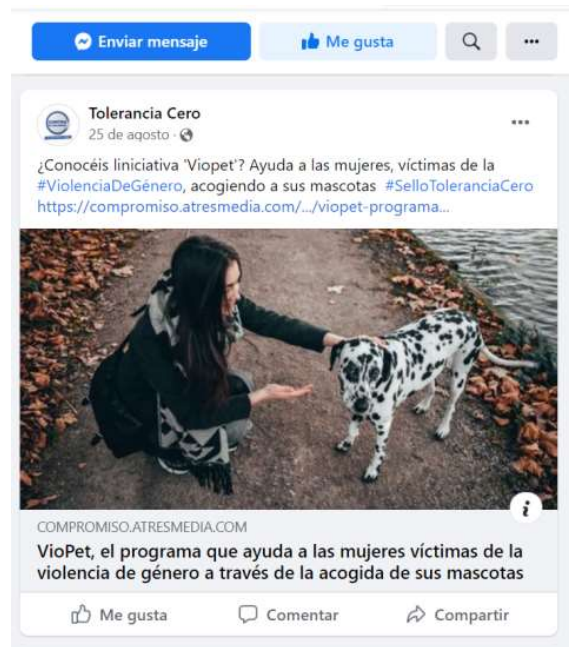 Enviar mensaje
Me gusta
Tolerancia Cero
25 de agosto ·
¿Conocéis liniciativa 'Viopet'? Ayuda a las mujeres, víctimas de la
#ViolenciaDeGénero, acogiendo a sus mascotas #SelloToleranciaCero
https://compromiso.atresmedia.com/.../viopet-programa...
COMPROMISO.ATRESMEDIA.COM
VioPet, el programa que ayuda a las mujeres víctimas de la
violencia de género a través de la acogida de sus mascotas
Me gusta
Comentar
Compartir